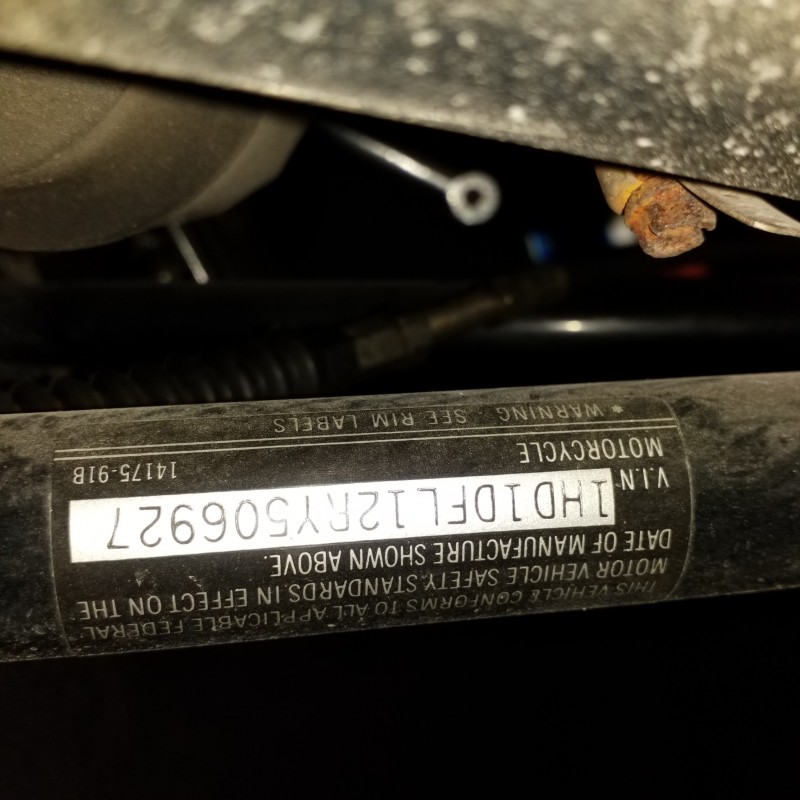 THIS VEHICLE CONFORMS TO ALL APPLICABLE FEDERAL
MOTOR VEHICLE SAFETY STANDARDS IN EFFECT ON THE
DATE OF MANUFACTURE SHOWN ABOVE.
V.I.N. 1HD1DFL12RY506927
MOTORCYCLE 14175-91B
* WARNING - SEE RIM LABELS